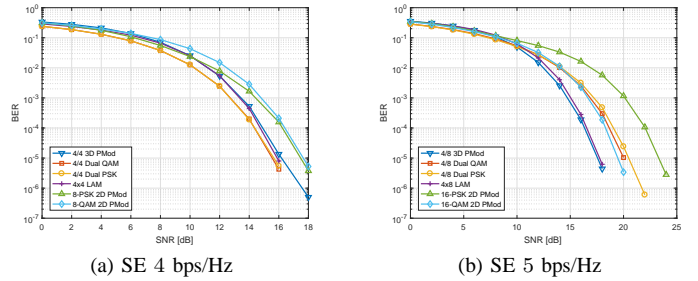 10^0
10^-1
10^-2
10^-3
10^-4
10^-5
10^-6
10^-7
BER
4/4 3D PMod
4/4 Dual QAM
4/4 Dual PSK
4x4 LAM
8-PSK 2D PMod
8-QAM 2D PMod
0 2 4 6 8 10 12 14 16 18
SNR [dB]
(a) SE 4 bps/Hz
10^0
10^-1
10^-2
10^-3
10^-4
10^-5
10^-6
10^-7
BER
4/8 3D PMod
4/8 Dual QAM
4/8 Dual PSK
4x8 LAM
16-PSK 2D PMod
16-QAM 2D PMod
0 5 10 15 20 25
SNR [dB]
(b) SE 5 bps/Hz